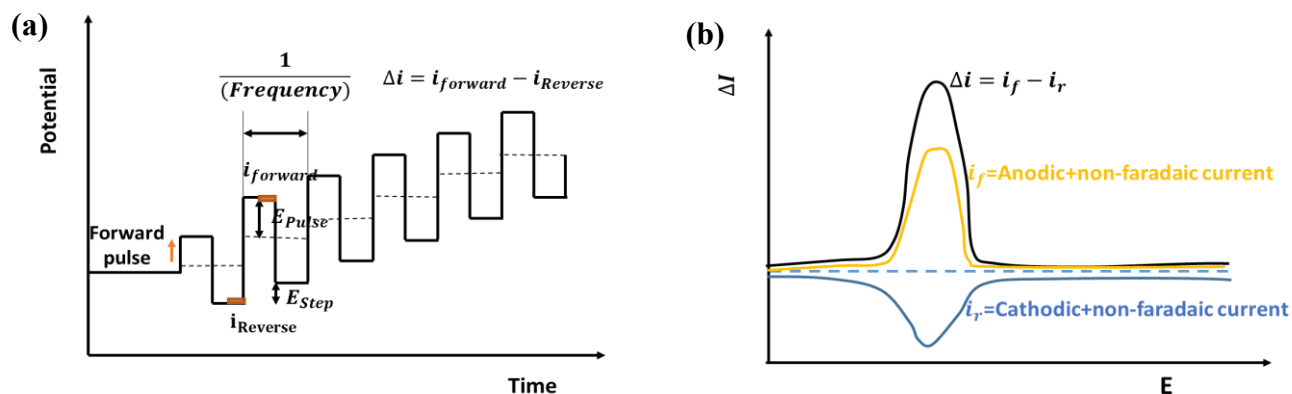 (a)
Potential
1
(Frequency)
Δi = i_forward − i_Reverse
i_forward
E_Pulse
Forward
pulse
E_Step
i_Reverse
Time
(b)
ΔI
Δi = i_f − i_r
i_f=Anodic+non-faradaic current
i_r=Cathodic+non-faradaic current
E